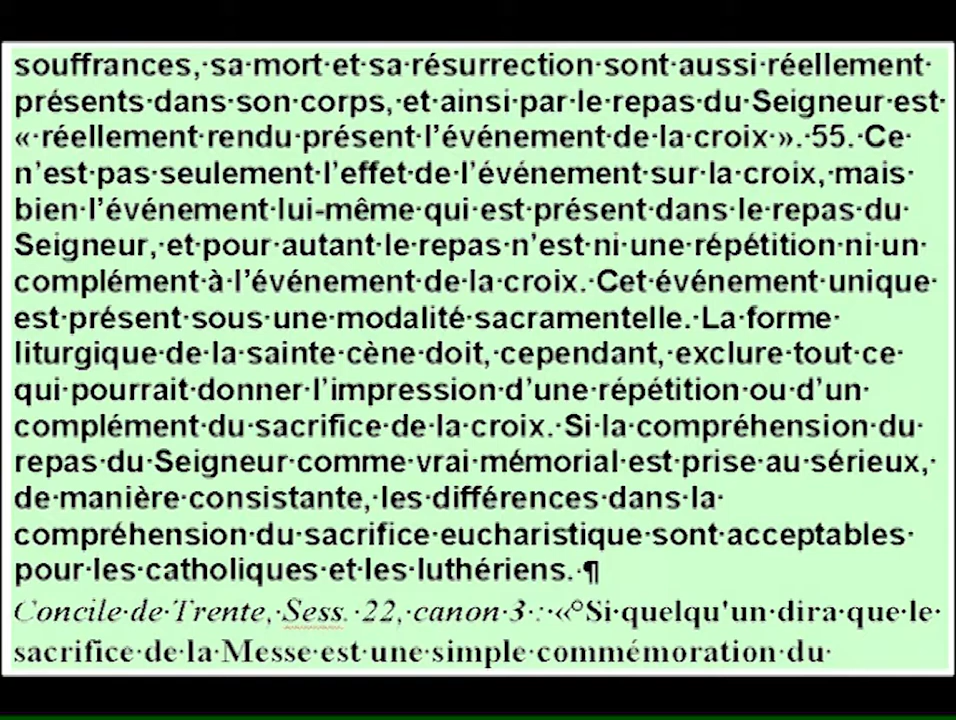 souffrances, sa mort et sa résurrection sont aussi réellement
présents dans son corps, et ainsi par le repas du Seigneur est
« réellement rendu présent l’événement de la croix ». 55. Ce
n’est pas seulement l’effet de l’événement sur la croix, mais
bien l’événement lui-même qui est présent dans le repas du
Seigneur, et pour autant le repas n’est ni une répétition ni un
complément à l’événement de la croix. Cet événement unique
est présent sous une modalité sacramentelle. La forme
liturgique de la sainte cène doit, cependant, exclure tout ce
qui pourrait donner l’impression d’une répétition ou d’un
complément du sacrifice de la croix. Si la compréhension du
repas du Seigneur comme vrai mémorial est prise au sérieux,
de manière consistante, les différences dans la
compréhension du sacrifice eucharistique sont acceptables
pour les catholiques et les luthériens. ¶
Concile de Trente, Sess. 22, canon 3 : «°Si quelqu'un dira que le
sacrifice de la Messe est une simple commémoration du